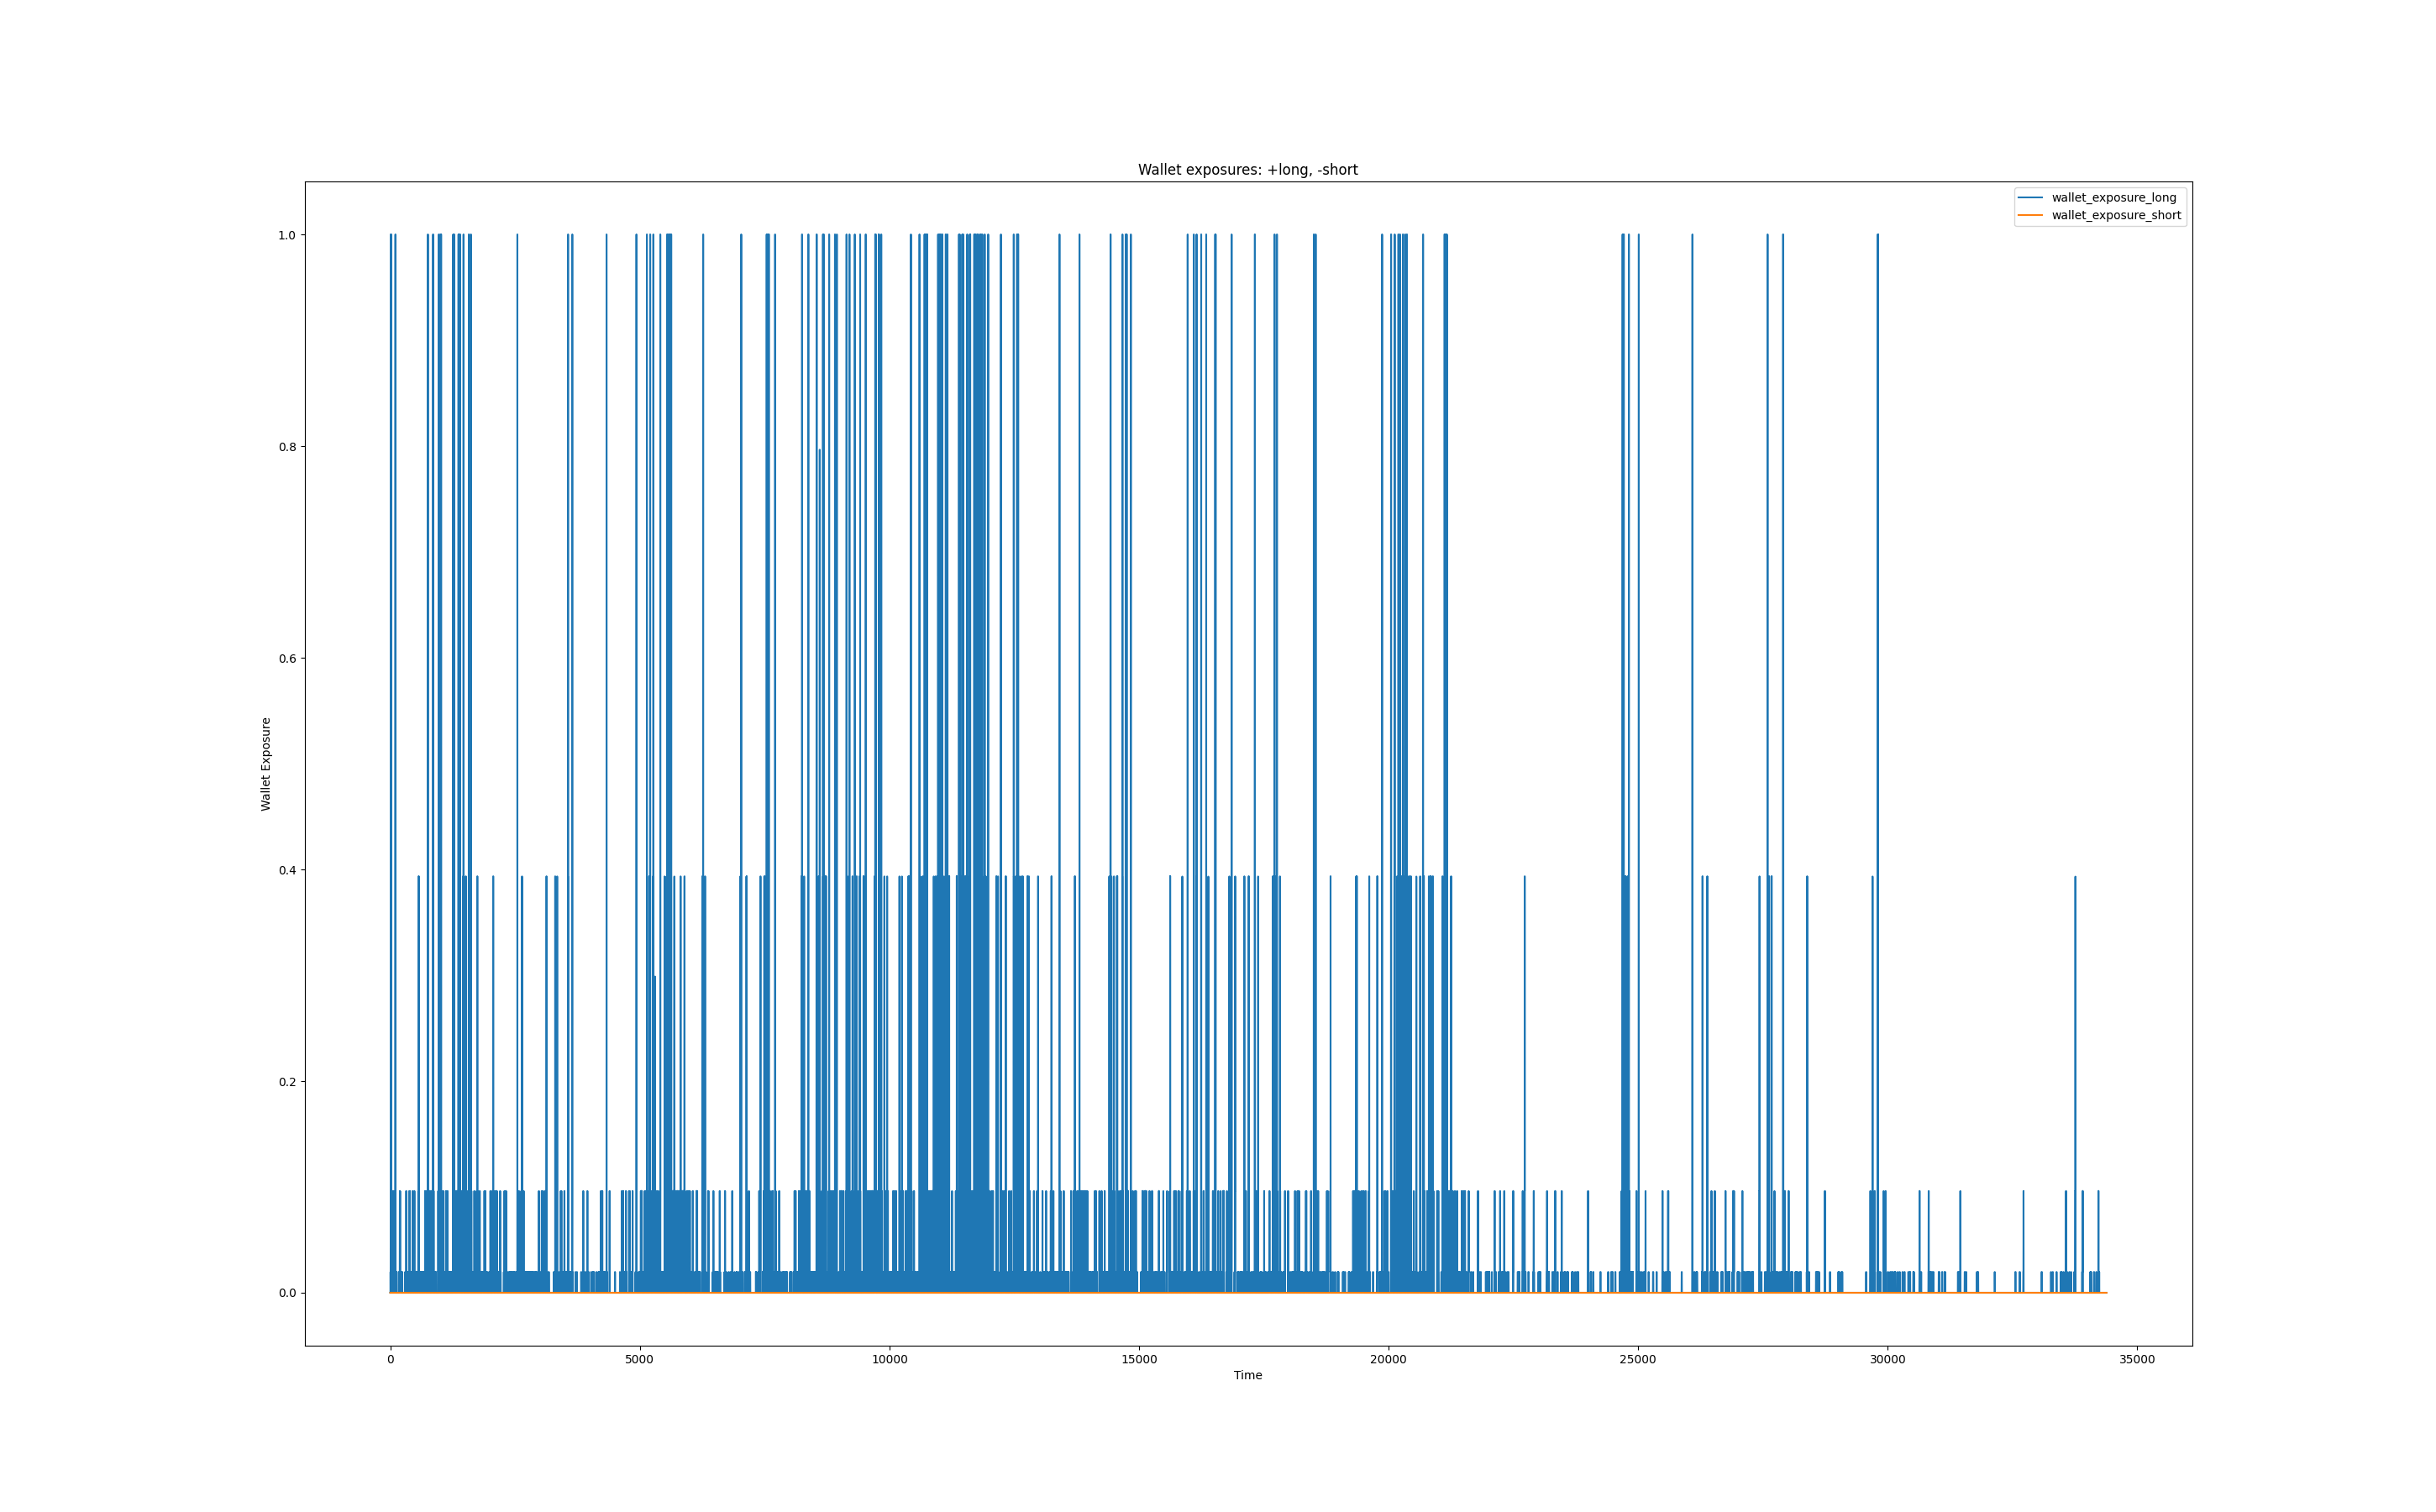 Wallet exposures: +long, -short
wallet_exposure_long
wallet_exposure_short
1.0
0.8
0.6
0.4
0.2
0.0
Wallet Exposure
0 5000 10000 15000 20000 25000 30000 35000
Time